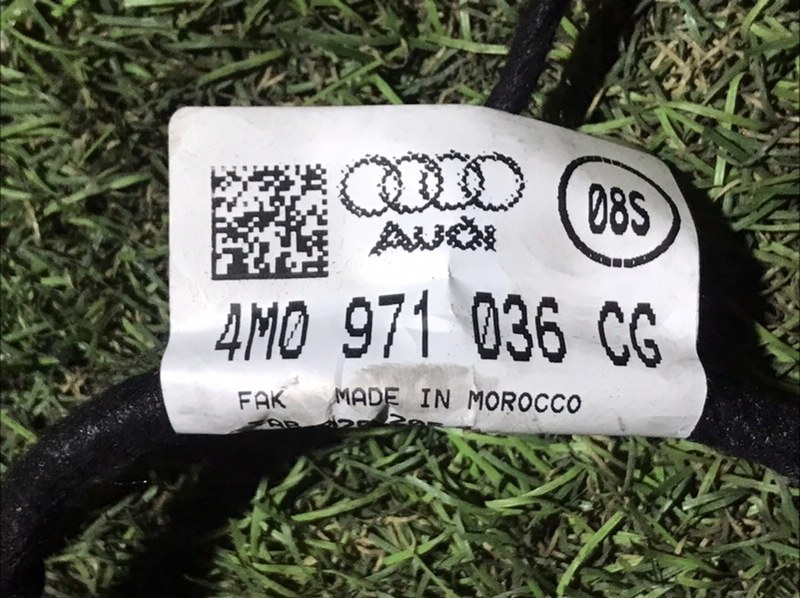 AUDI
08S
4M0 971 036 CG
FAK MADE IN MOROCCO